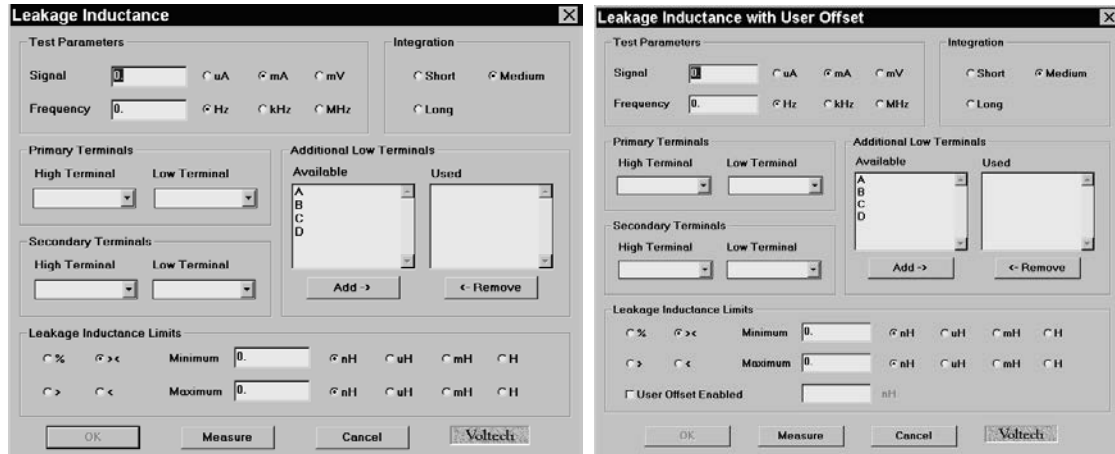 Leakage Inductance
Test Parameters
Integration
Signal 0. uA mA mV
Short Medium
Frequency 0. Hz kHz MHz
Long
Primary Terminals
Additional Low Terminals
High Terminal Low Terminal
Available Used
A
B
C
D
Secondary Terminals
High Terminal Low Terminal
Add -> <- Remove
Leakage Inductance Limits
% >< Minimum 0. nH uH mH H
> < Maximum 0. nH uH mH H
OK Measure Cancel Voltech
Leakage Inductance with User Offset
Test Parameters
Integration
Signal 0. uA mA mV
Short Medium
Frequency 0. Hz kHz MHz
Long
Primary Terminals
Additional Low Terminals
High Terminal Low Terminal
Available Used
A
B
C
D
Secondary Terminals
High Terminal Low Terminal
Add -> <- Remove
Leakage Inductance Limits
% >< Minimum 0. nH uH mH H
> < Maximum 0. nH uH mH H
User Offset Enabled nH
OK Measure Cancel Voltech